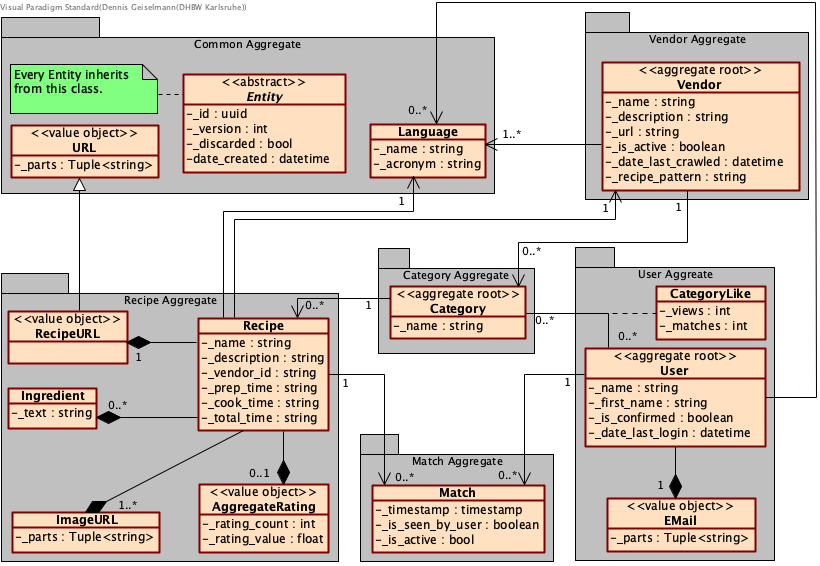 Visual Paradigm Standard(Dennis Geiselmann(DHBW Karlsruhe))
Common Aggregate
Every Entity inherits
from this class.
<<abstract>>
Entity
-_id : uuid
-_version : int
-_discarded : bool
-date_created : datetime
<<value object>>
URL
-_parts : Tuple<string>
Language
-_name : string
-_acronym : string
0..*
1..*
1
Vendor Aggregate
<<aggregate root>>
Vendor
-_name : string
-_description : string
-_url : string
-_is_active : boolean
-_date_last_crawled : datetime
-_recipe_pattern : string
1
1
0..*
Category Aggregate
<<aggregate root>>
Category
-_name : string
1
0..*
0..*
0..*
User Aggreate
CategoryLike
-_views : int
-_matches : int
<<aggregate root>>
User
-_name : string
-_first_name : string
-_is_confirmed : boolean
-_date_last_login : datetime
1
1
<<value object>>
EMail
-_parts : Tuple<string>
Recipe Aggregate
<<value object>>
RecipeURL
1
Recipe
-_name : string
-_description : string
-_vendor_id : string
-_prep_time : string
-_cook_time : string
-_total_time : string
1
Ingredient
-_text : string
0..*
0..1
1..*
ImageURL
-_parts : Tuple<string>
<<value object>>
AggregateRating
-_rating_count : int
-_rating_value : float
Match Aggregate
0..*
0..*
Match
-_timestamp : timestamp
-_is_seen_by_user : boolean
-_is_active : bool